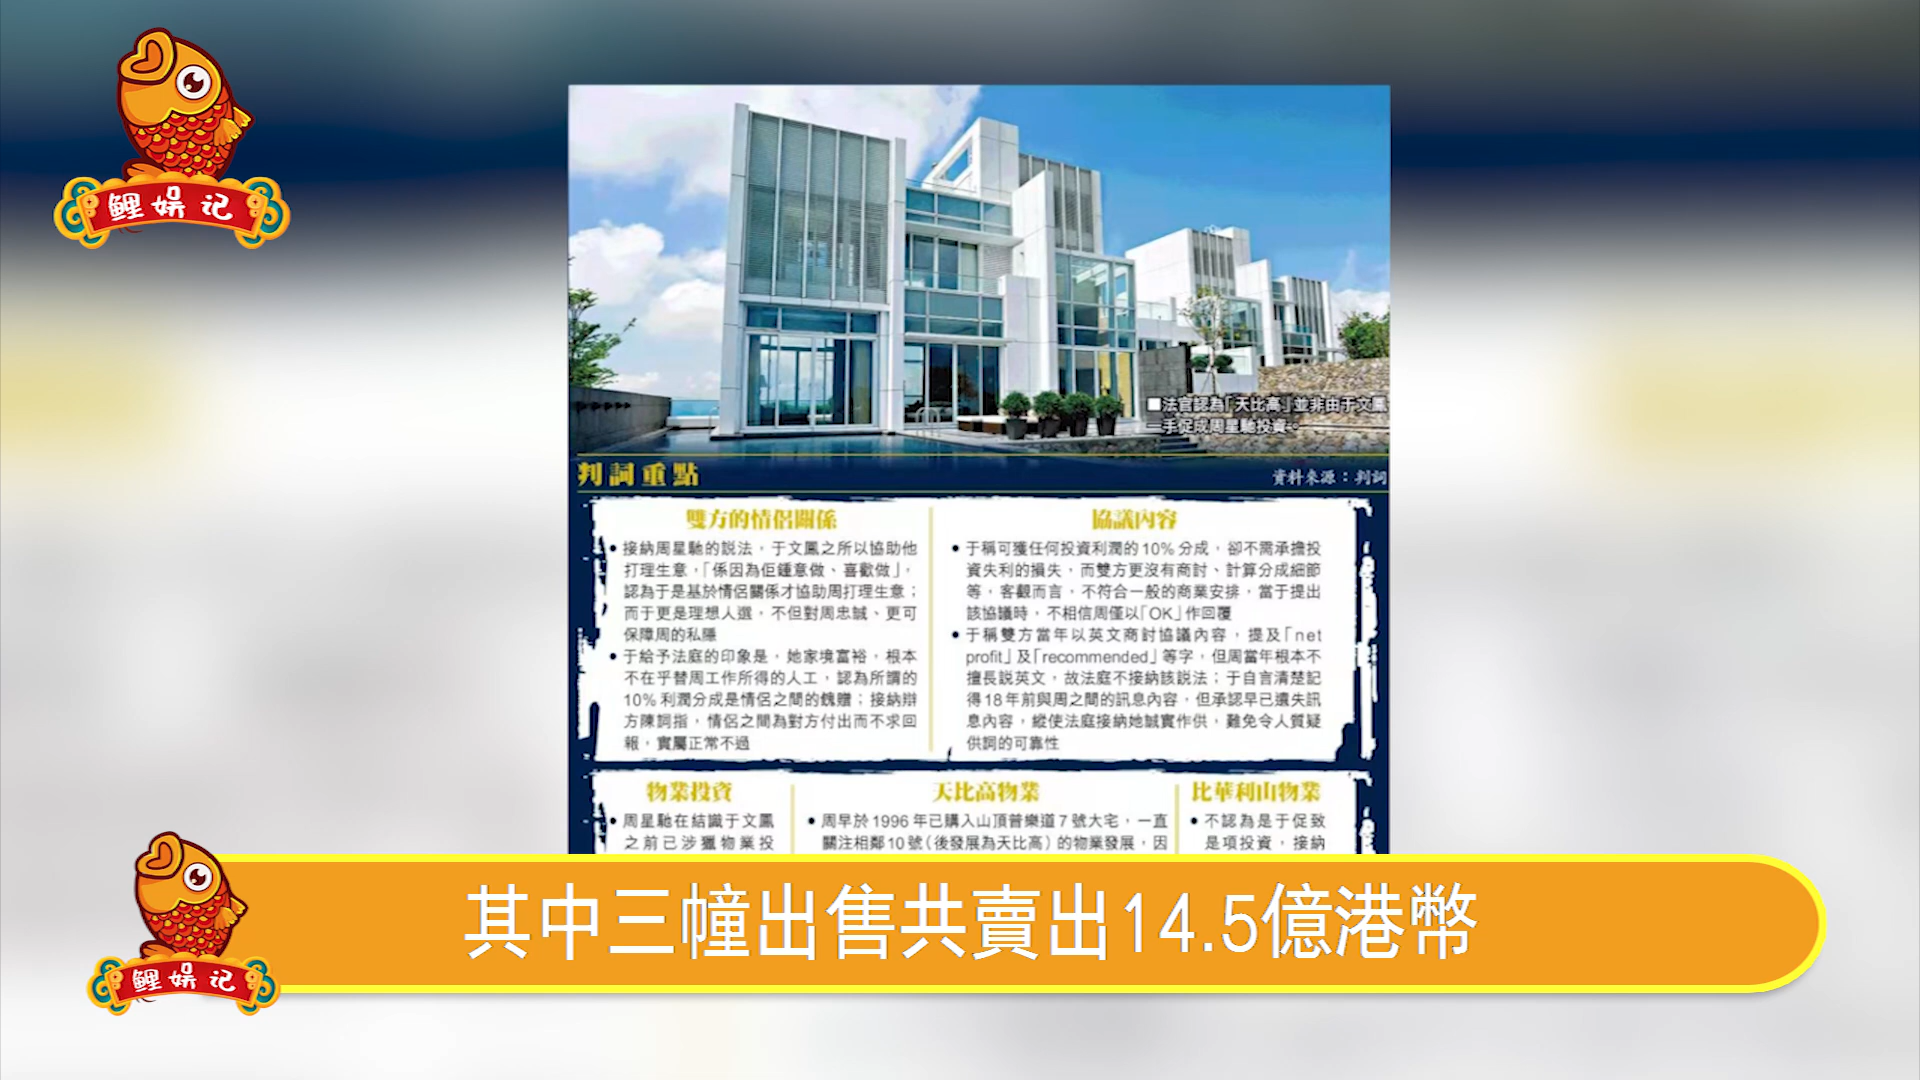 鲤娱记
■法官認為「天比高」並非由于文鳳
一手促成周星馳投資。
判詞重點
資料來源：判詞
雙方的情侶關係
• 接納周星馳的說法，于文鳳之所以協助他
打理生意，「係因為佢鍾意做、喜歡做」，
認為于是基於情侶關係才協助周打理生意；
而于更是理想人選，不但對周忠誠、更可
保障周的私隱
• 于給予法庭的印象是，她家境富裕，根本
不在乎替周工作所得的人工，認為所謂的
10% 利潤分成是情侶之間的餽贈；接納辯
方陳詞指，情侶之間為對方付出而不求回
報，實屬正常不過
協議內容
• 于稱可獲任何投資利潤的10% 分成，卻不需承擔投
資失利的損失，而雙方更沒有商討、計算分成細節
等，客觀而言，不符合一般的商業安排，當于提出
該協議時，不相信周僅以「OK」作回覆
• 于稱雙方當年以英文商討協議內容，提及「net
profit」及「recommended」等字，但周當年根本不
擅長說英文，故法庭不接納該說法；于自言清楚記
得18年前與周之間的訊息內容，但承認早已遺失訊
息內容，縱使法庭接納她誠實作供，難免令人質疑
供詞的可靠性
物業投資
• 周星馳在結識于文鳳
之前已涉獵物業投
天比高物業
• 周早於1996年已購入山頂普樂道7號大宅，一直
關注相鄰10號（後發展為天比高）的物業發展，因
比華利山物業
• 不認為是于促致
是項投資，接納
其中三幢出售共賣出14.5億港幣
鲤娱记